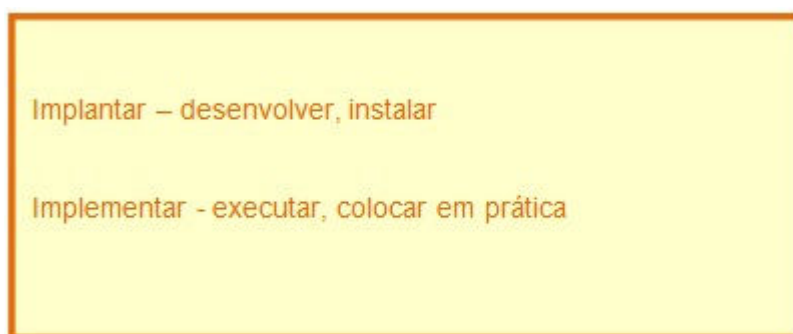 Implantar – desenvolver, instalar
Implementar - executar, colocar em prática